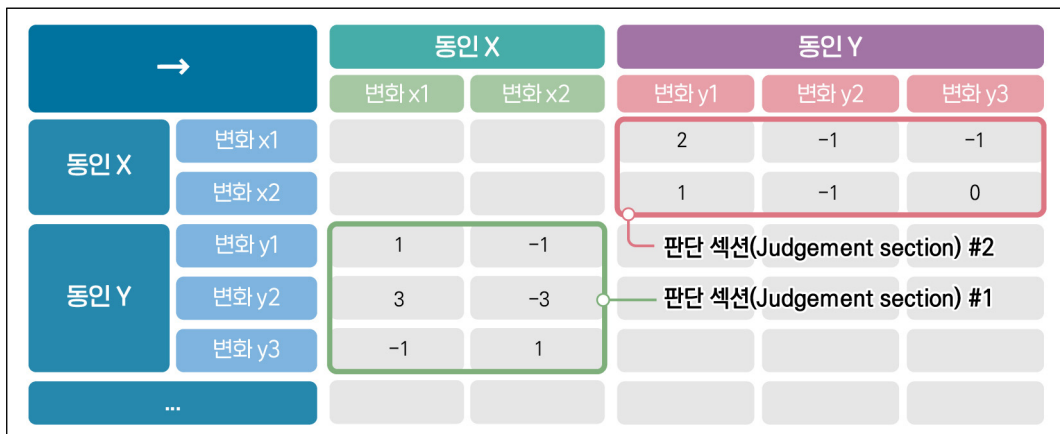 → 동인 X 동인 Y
변화 x1 변화 x2 변화 y1 변화 y2 변화 y3
동인 X 변화 x1 2 -1 -1
변화 x2 1 -1 0
동인 Y 변화 y1 1 -1 판단 섹션(Judgement section) #2
변화 y2 3 -3 판단 섹션(Judgement section) #1
변화 y3 -1 1
...